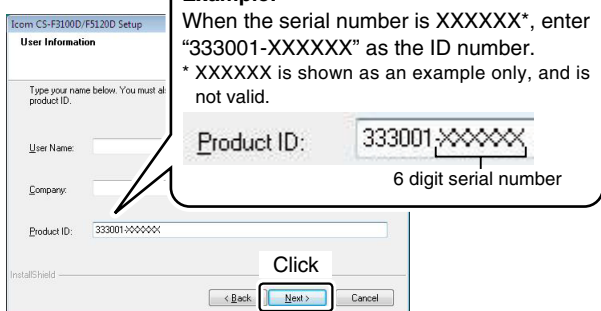 Example:
When the serial number is XXXXXX*, enter
“333001-XXXXXX” as the ID number.
* XXXXXX is shown as an example only, and is
not valid.
Product ID: 333001-XXXXXX
6 digit serial number
Icom CS-F3100D/F5120D Setup
User Information
Type your name below. You must
product ID.
User Name:
Company:
Product ID: 333001-XXXXXX
InstallShield
Click
< Back Next > Cancel